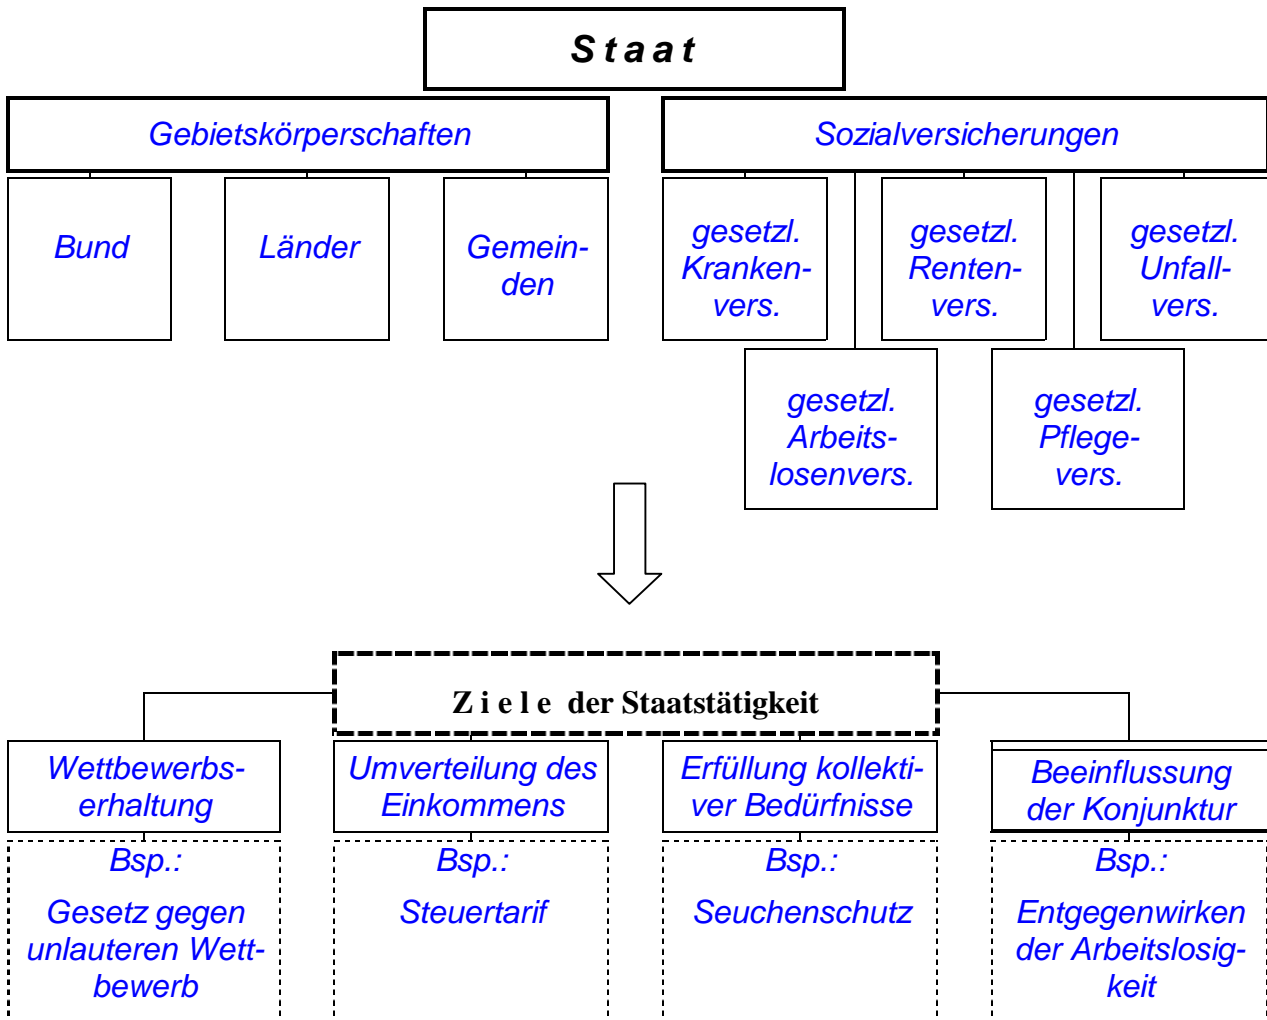 S t a a t
Gebietskörperschaften
Sozialversicherungen
Bund
Länder
Gemein-
den
gesetzl.
Kranken-
vers.
gesetzl.
Renten-
vers.
gesetzl.
Unfall-
vers.
gesetzl.
Arbeits-
losenvers.
gesetzl.
Pflege-
vers.
Z i e l e der Staatstätigkeit
Wettbewerbs-
erhaltung
Umverteilung des
Einkommens
Erfüllung kollekti-
ver Bedürfnisse
Beeinflussung
der Konjunktur
Bsp.:
Gesetz gegen
unlauteren Wett-
bewerb
Bsp.:
Steuertarif
Bsp.:
Seuchenschutz
Bsp.:
Entgegenwirken
der Arbeitslosig-
keit